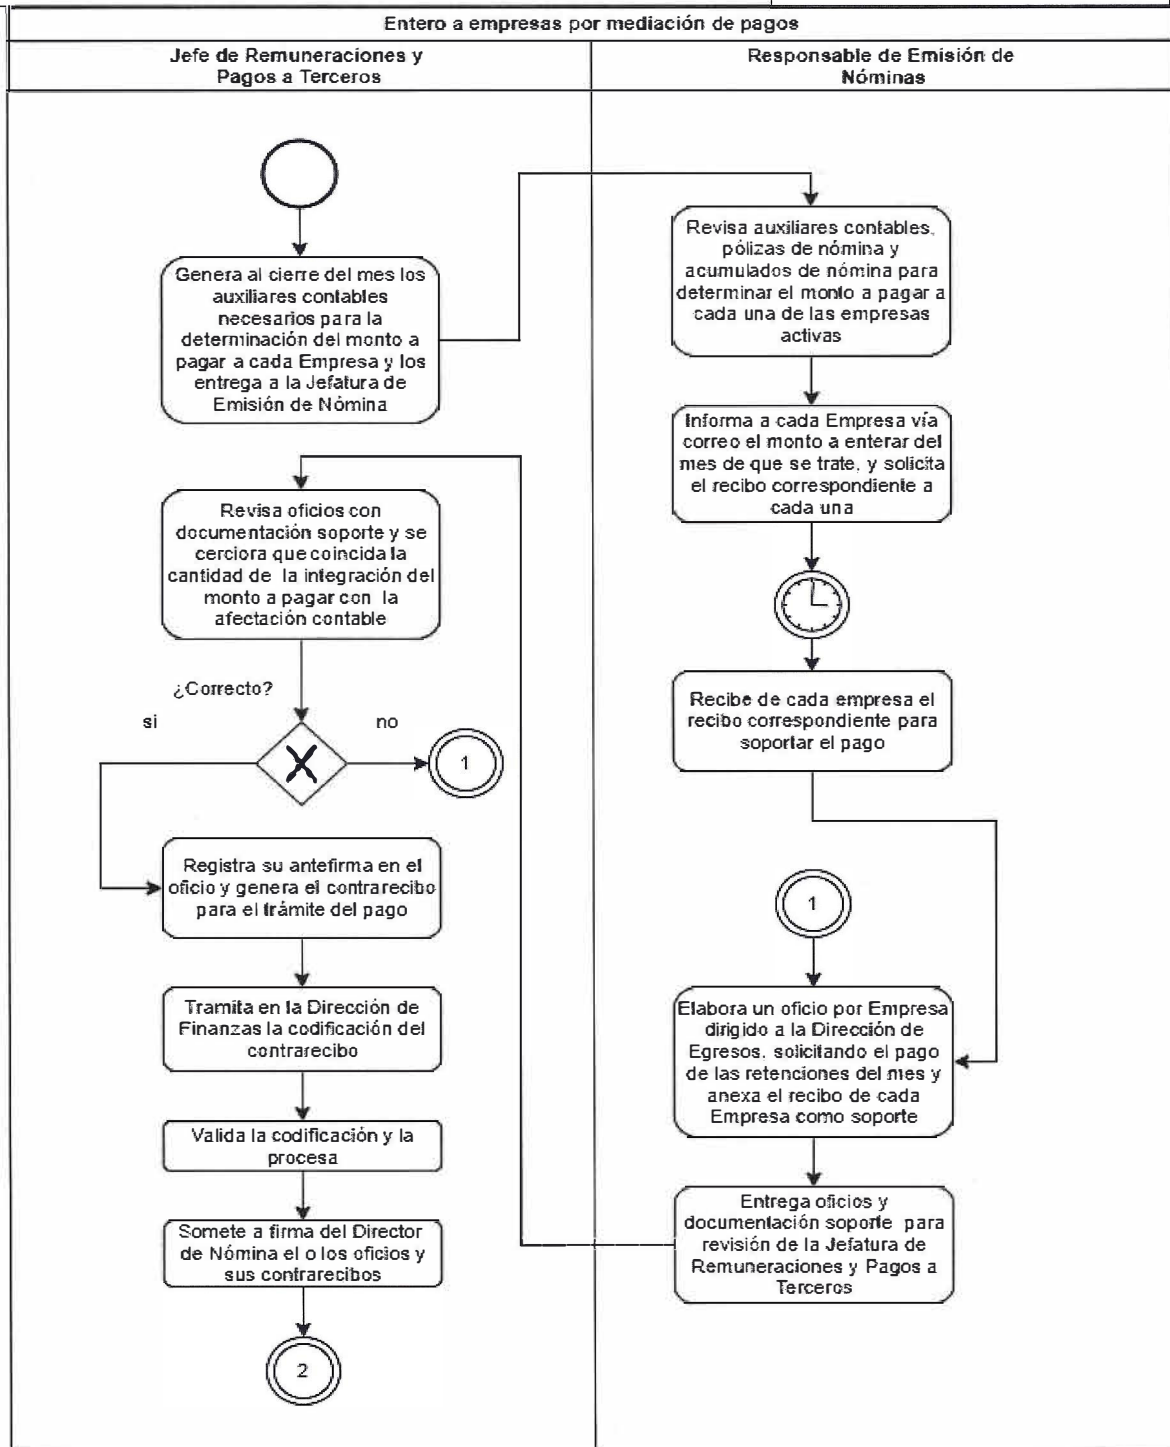 Entero a empresas por mediación de pagos
Jefe de Remuneraciones y
Pagos a Terceros
Responsable de Emisión de
Nóminas
Genera al cierre del mes los
auxiliares contables
necesarios para la
determinación del monto a
pagar a cada Empresa y los
entrega a la Jefatura de
Emisión de Nómina
Revisa auxiliares contables,
pólizas de nómina y
acumulados de nómina para
determinar el monto a pagar a
cada una de las empresas
activas
Informa a cada Empresa vía
correo el monto a enterar del
mes de que se trate, y solicita
el recibo correspondiente a
cada una
Recibe de cada empresa el
recibo correspondiente para
soportar el pago
1
Elabora un oficio por Empresa
dirigido a la Dirección de
Egresos, solicitando el pago
de las retenciones del mes y
anexa el recibo de cada
Empresa como soporte
Entrega oficios y
documentación soporte para
revisión de la Jefatura de
Remuneraciones y Pagos a
Terceros
Revisa oficios con
documentación soporte y se
cerciora que coincida la
cantidad de la integración del
monto a pagar con la
afectación contable
¿Correcto?
si
no
1
Registra su antefirma en el
oficio y genera el contrarecibo
para el trámite del pago
Tramita en la Dirección de
Finanzas la codificación del
contrarecibo
Valida la codificación y la
procesa
Somete a firma del Director
de Nómina el o los oficios y
sus contrarecibos
2